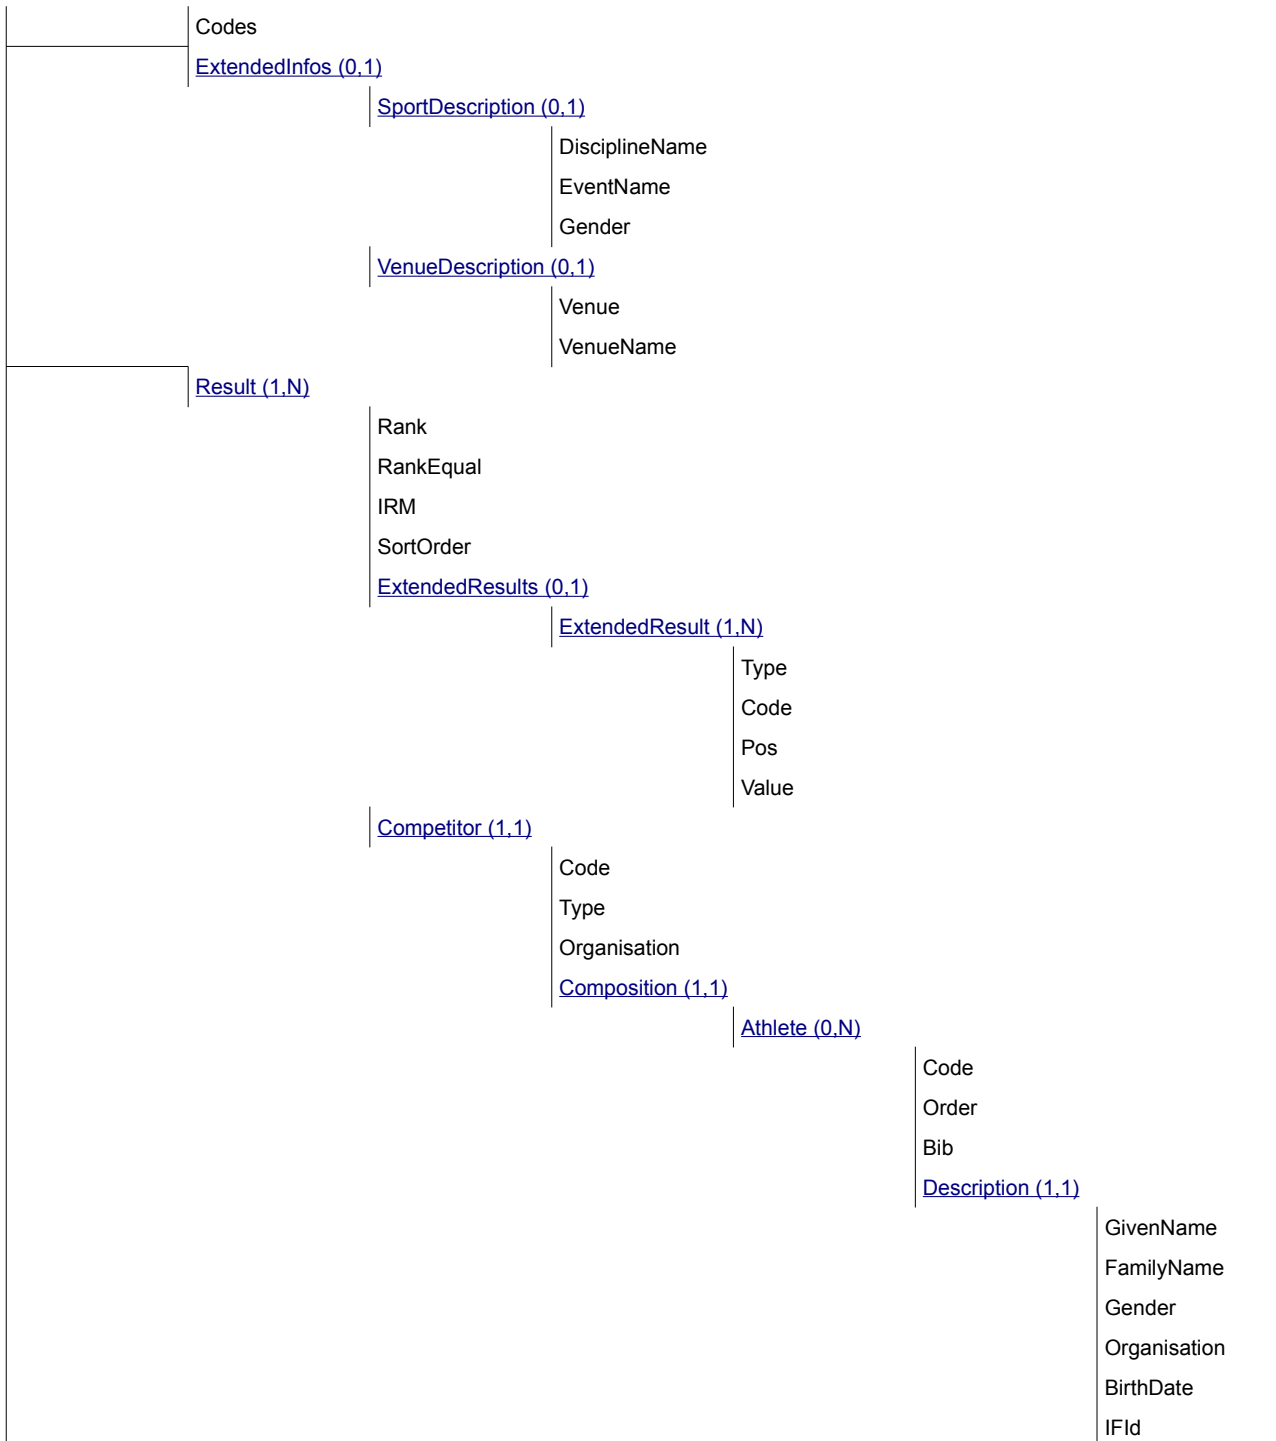 Codes
ExtendedInfos (0,1)
SportDescription (0,1)
DisciplineName
EventName
Gender
VenueDescription (0,1)
Venue
VenueName
Result (1,N)
Rank
RankEqual
IRM
SortOrder
ExtendedResults (0,1)
ExtendedResult (1,N)
Type
Code
Pos
Value
Competitor (1,1)
Code
Type
Organisation
Composition (1,1)
Athlete (0,N)
Code
Order
Bib
Description (1,1)
GivenName
FamilyName
Gender
Organisation
BirthDate
IFId